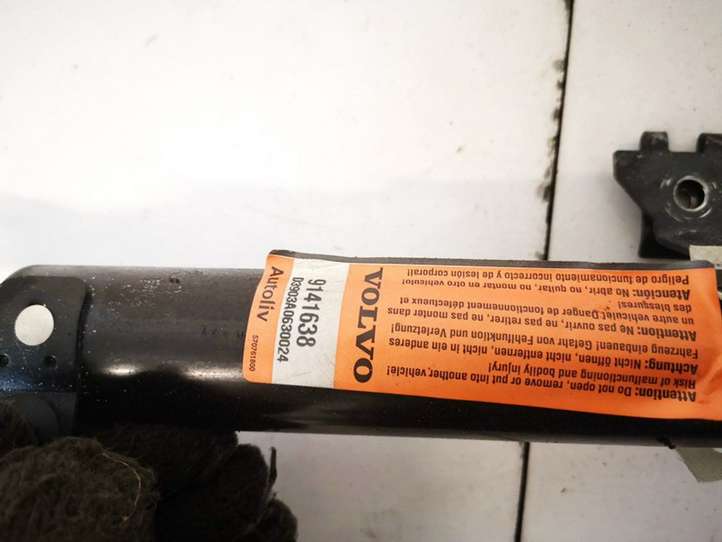 Attention: Do not open, remove or put into another vehicle!
Risk of malfunctioning and bodily injury!
Achtung: Nicht öffnen, nicht entfernen, nicht in ein anderes
Fahrzeug einbauen! Gefahr von Fehlfunktion und Verletzung!
Attention: Ne pas ouvrir, ne pas retirer, ne pas monter dans
un autre véhicule! Danger de fonctionnement défectueux et
des blessures!
Atención: No abrir, no quitar, no montar en otro vehículo!
Peligro de funcionamiento incorrecto y de lesión corporal!
VOLVO
9141638
0303A0630024
Autoliv